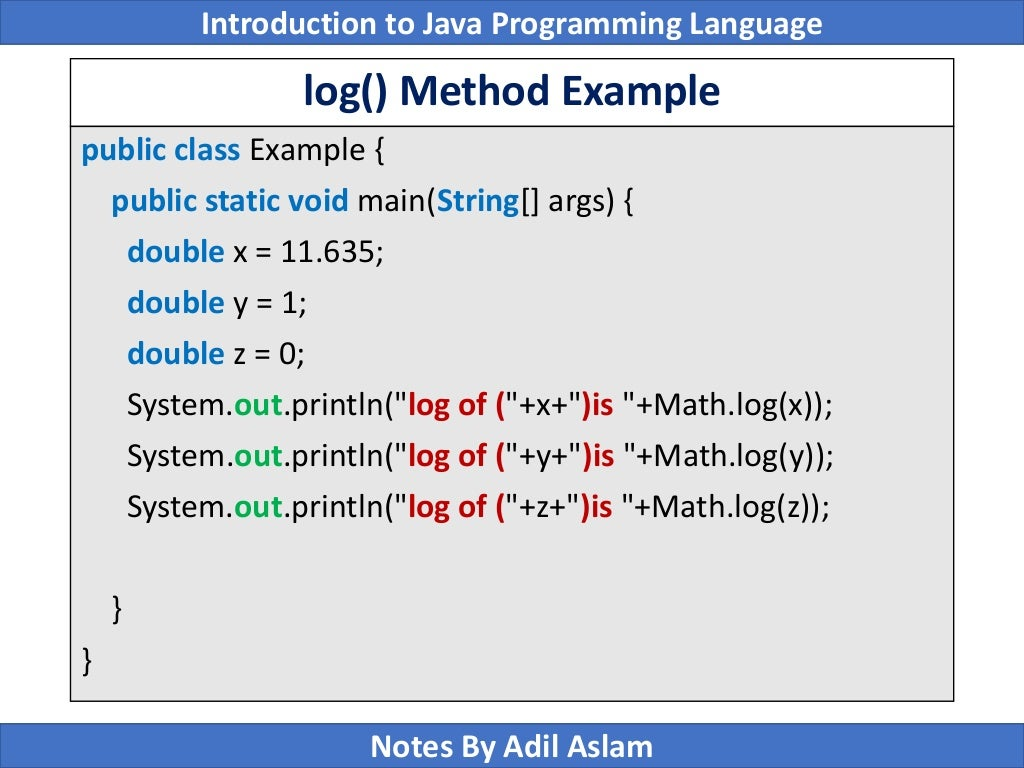 Introduction to Java Programming Language
log() Method Example
public class Example {
public static void main(String[] args) {
double x = 11.635;
double y = 1;
double z = 0;
System.out.println("log of ("+x+")is "+Math.log(x));
System.out.println("log of ("+y+")is "+Math.log(y));
System.out.println("log of ("+z+")is "+Math.log(z));
}
}
Notes By Adil Aslam